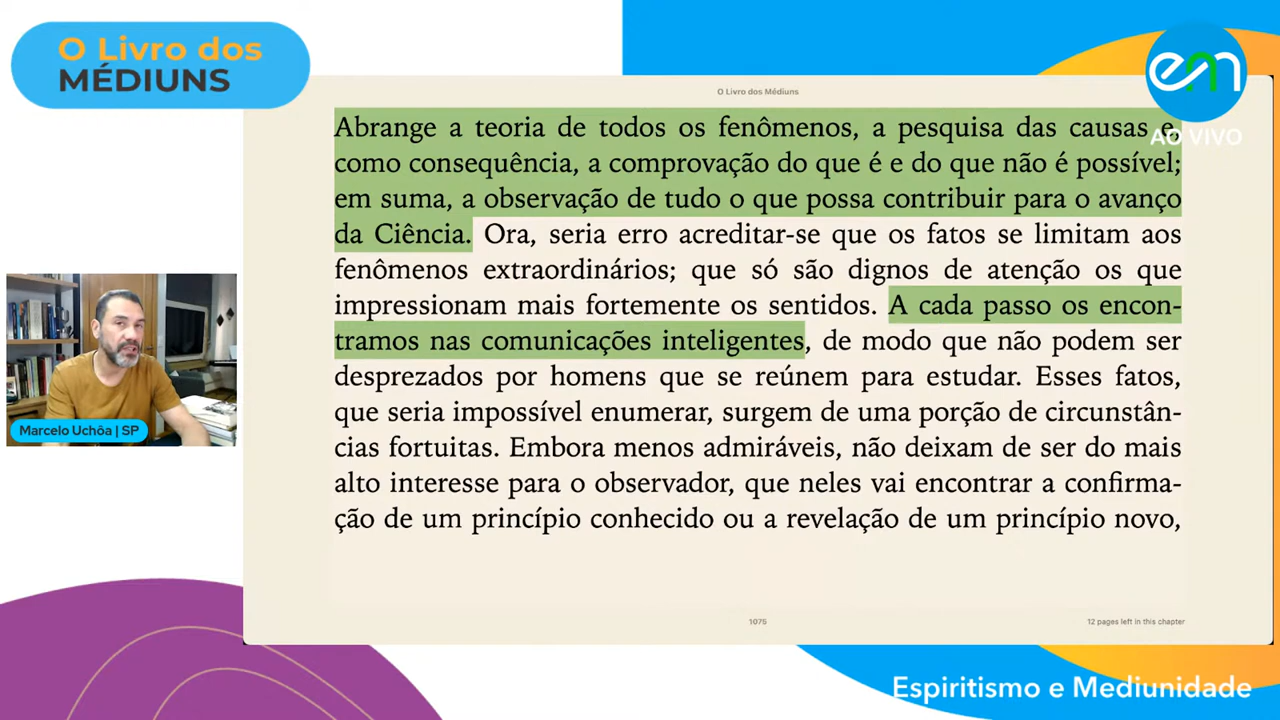 O Livro dos
MÉDIUNS
em
AO VIVO
O Livro dos Médiuns
Abrange a teoria de todos os fenômenos, a pesquisa das causas e,
como consequência, a comprovação do que é e do que não é possível;
em suma, a observação de tudo o que possa contribuir para o avanço
da Ciência. Ora, seria erro acreditar-se que os fatos se limitam aos
fenômenos extraordinários; que só são dignos de atenção os que
impressionam mais fortemente os sentidos. A cada passo os encon-
tramos nas comunicações inteligentes, de modo que não podem ser
desprezados por homens que se reúnem para estudar. Esses fatos,
que seria impossível enumerar, surgem de uma porção de circunstân-
cias fortuitas. Embora menos admiráveis, não deixam de ser do mais
alto interesse para o observador, que neles vai encontrar a confirma-
ção de um princípio conhecido ou a revelação de um princípio novo,
Marcelo Uchôa | SP
1075
12 pages left in this chapter
Espiritismo e Mediunidade